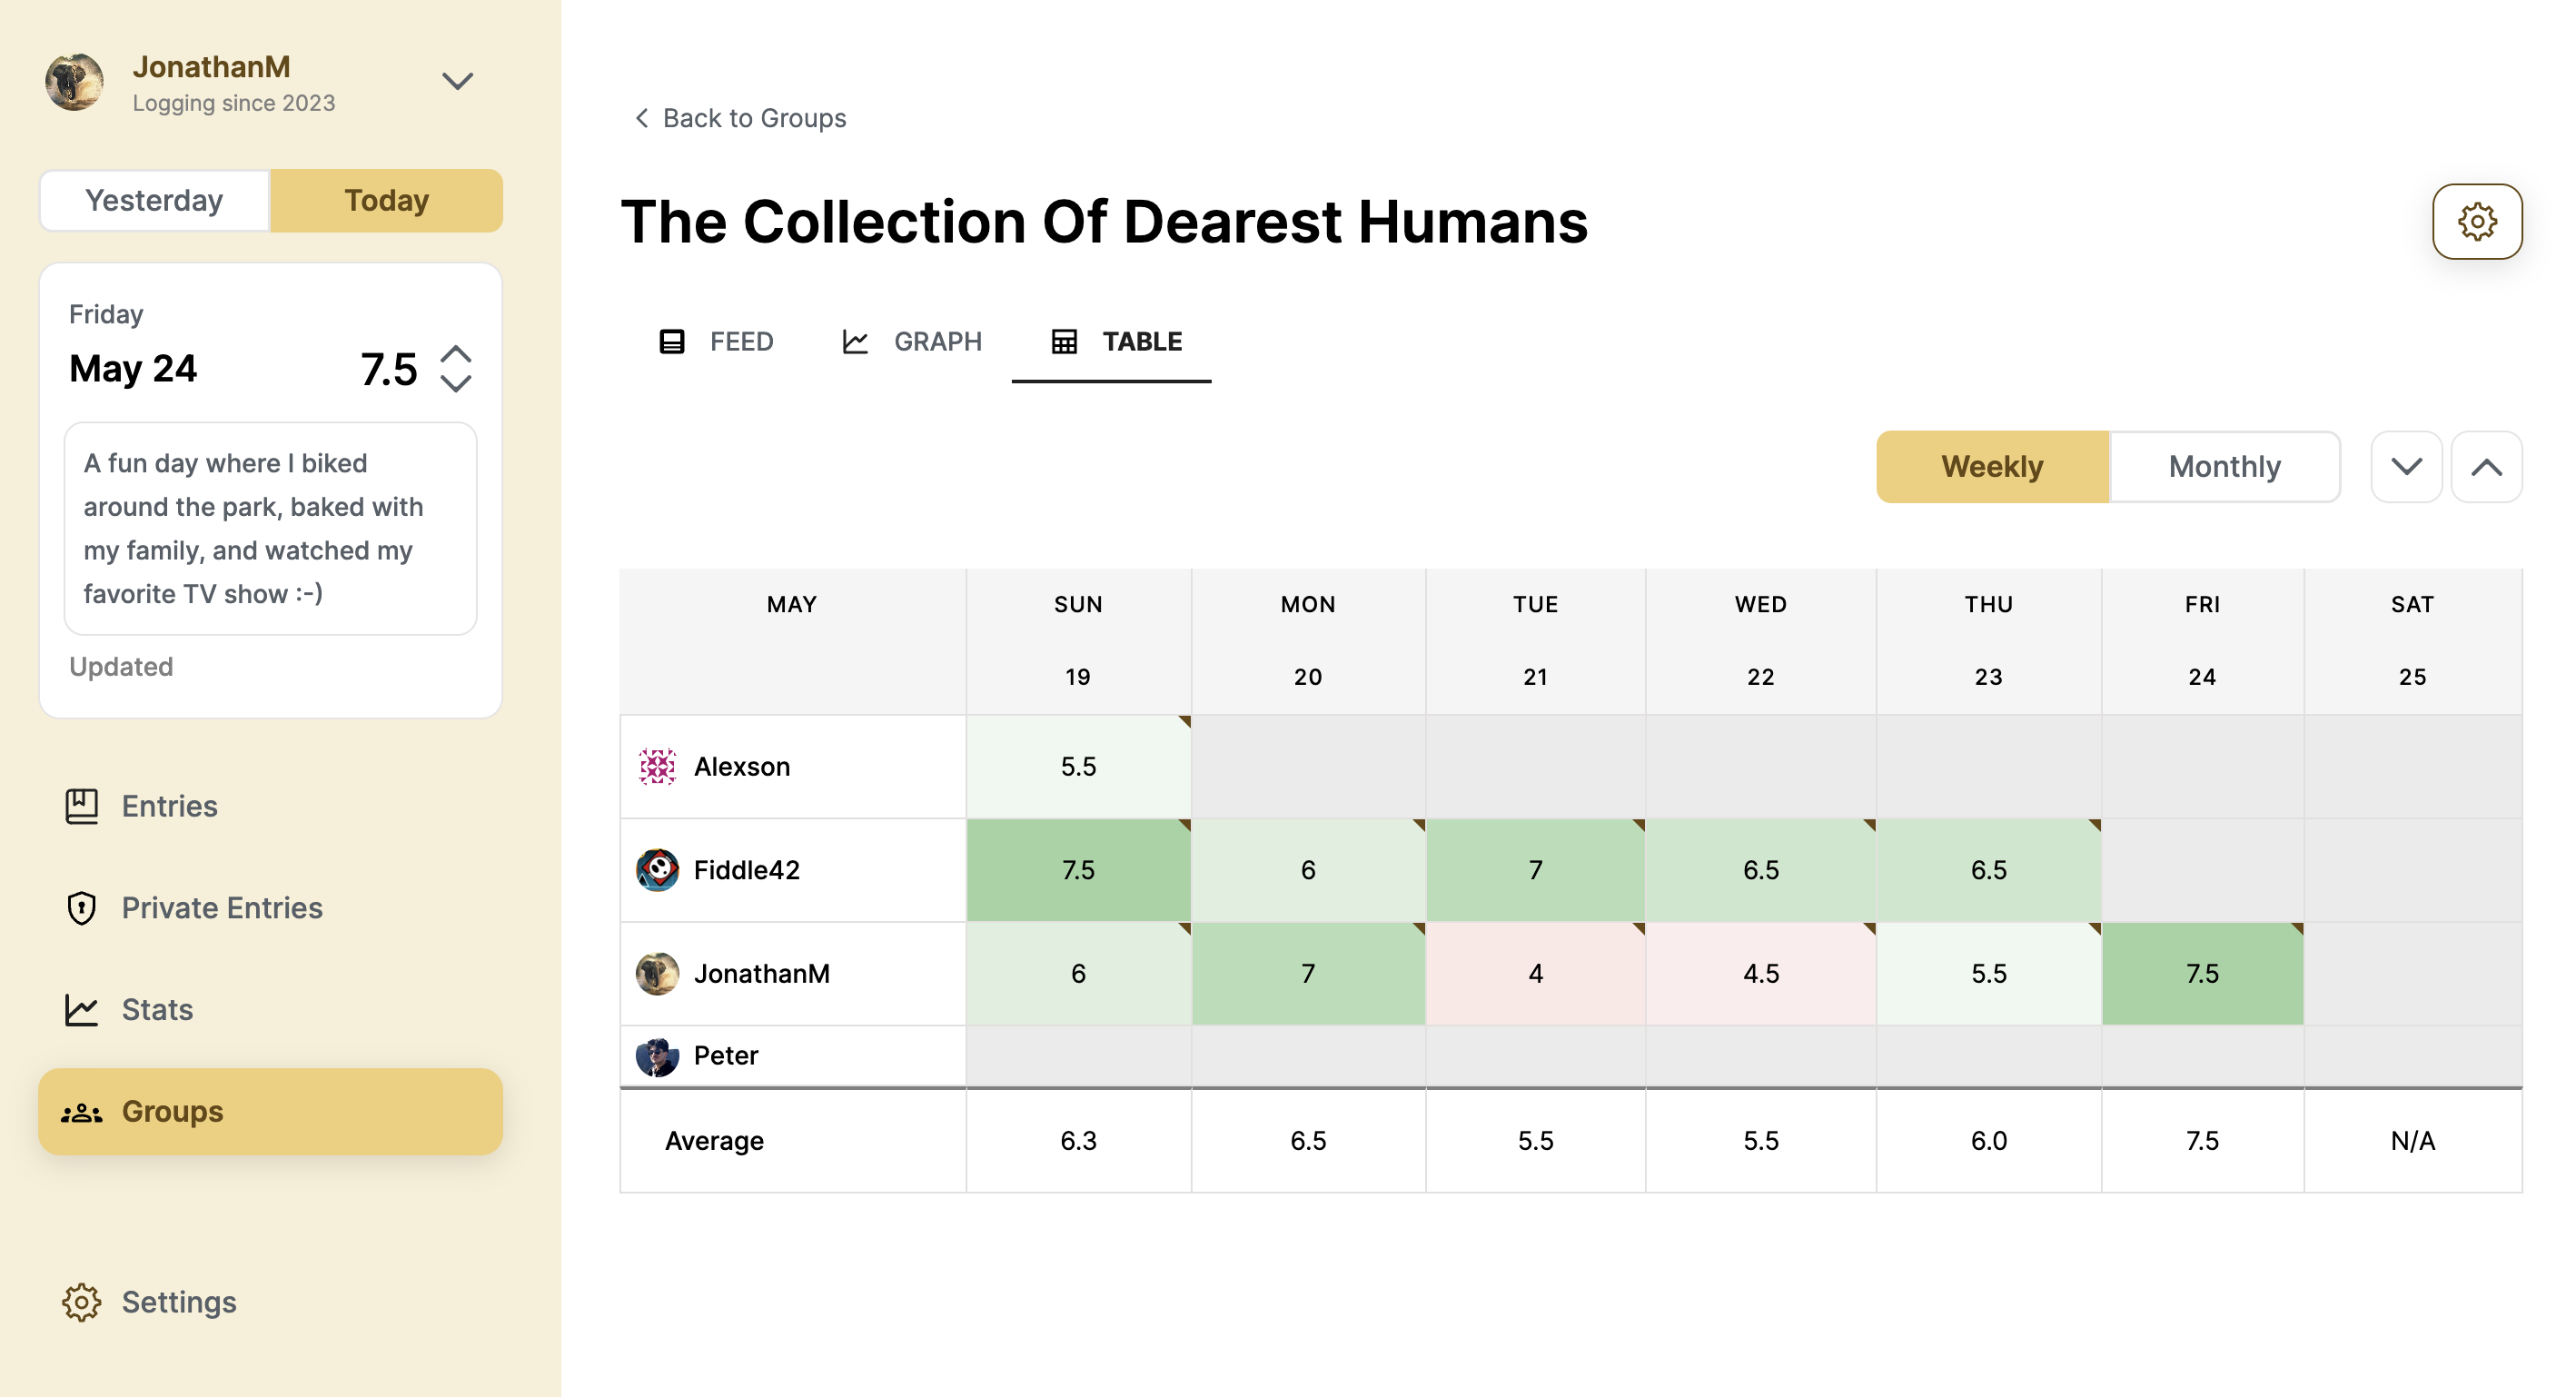 JonathanM
Logging since 2023
Yesterday
Today
Friday
May 24
7.5
A fun day where I biked
around the park, baked with
my family, and watched my
favorite TV show :-)
Updated
Entries
Private Entries
Stats
Groups
Settings
Back to Groups
The Collection Of Dearest Humans
FEED
GRAPH
TABLE
Weekly
Monthly
MAY SUN MON TUE WED THU FRI SAT
19 20 21 22 23 24 25
Alexson 5.5
Fiddle42 7.5 6 7 6.5 6.5
JonathanM 6 7 4 4.5 5.5 7.5
Peter
Average 6.3 6.5 5.5 5.5 6.0 7.5 N/A